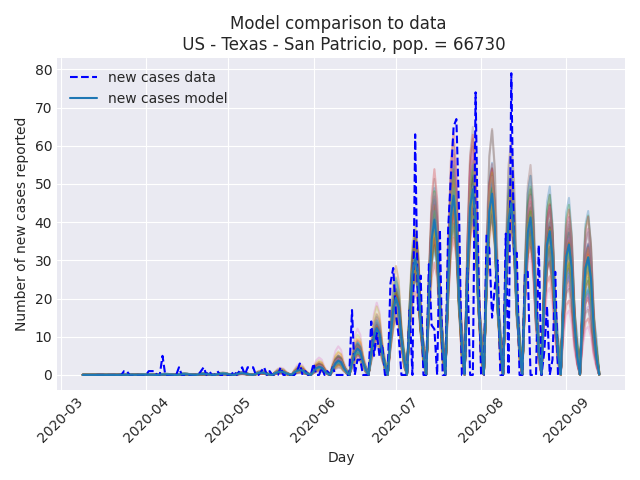 Model comparison to data
US - Texas - San Patricio, pop. = 66730
new cases data
new cases model
Number of new cases reported
80
70
60
50
40
30
20
10
0
2020-03
2020-04
2020-05
2020-06
2020-07
2020-08
2020-09
Day